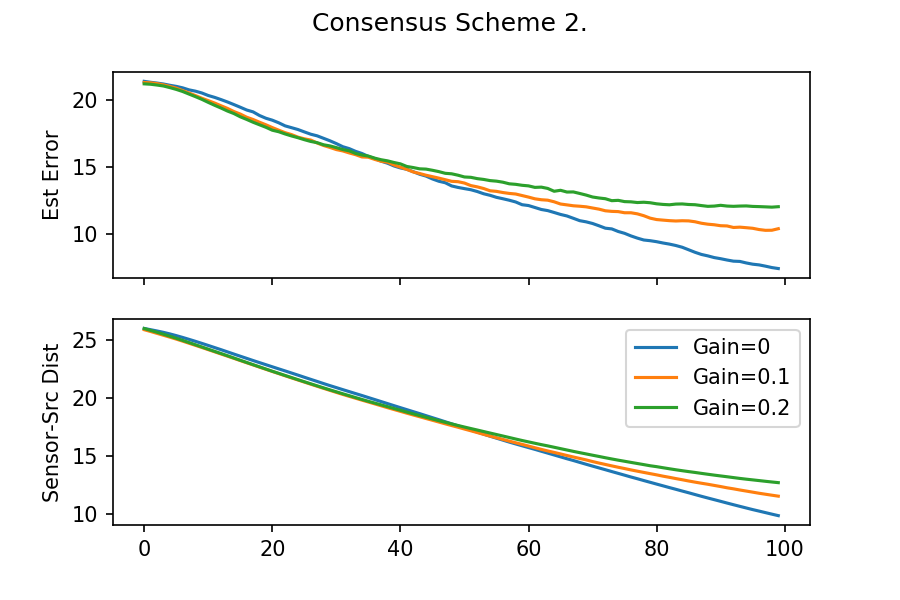 Consensus Scheme 2.
Est Error
20
15
10
Sensor-Src Dist
25
20
15
10
Gain=0
Gain=0.1
Gain=0.2
0 20 40 60 80 100